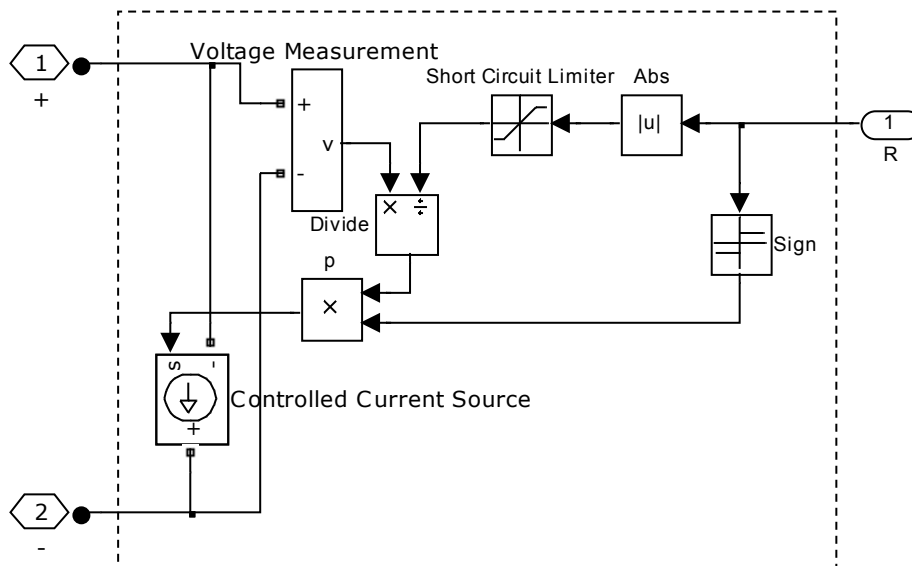 Voltage Measurement
1
+
Short Circuit Limiter
Abs
+
v
-
|u|
1
R
Divide
×
÷
Sign
p
×
s
-
+
Controlled Current Source
2
-